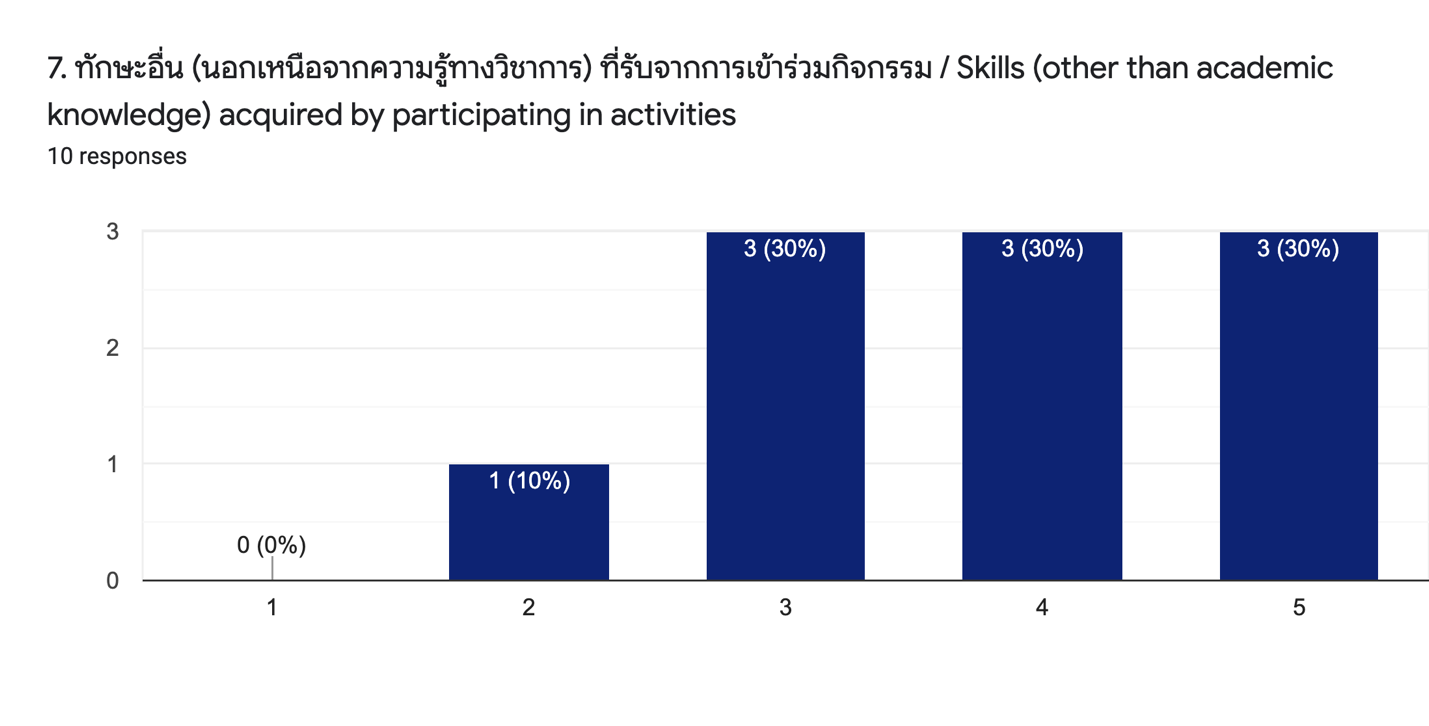 7. ทักษะอื่น (นอกเหนือจากความรู้ทางวิชาการ) ที่รับจากการเข้าร่วมกิจกรรม / Skills (other than academic
knowledge) acquired by participating in activities
10 responses
3
3 (30%) 3 (30%) 3 (30%)
2
1
1 (10%)
0 (0%)
0
1 2 3 4 5